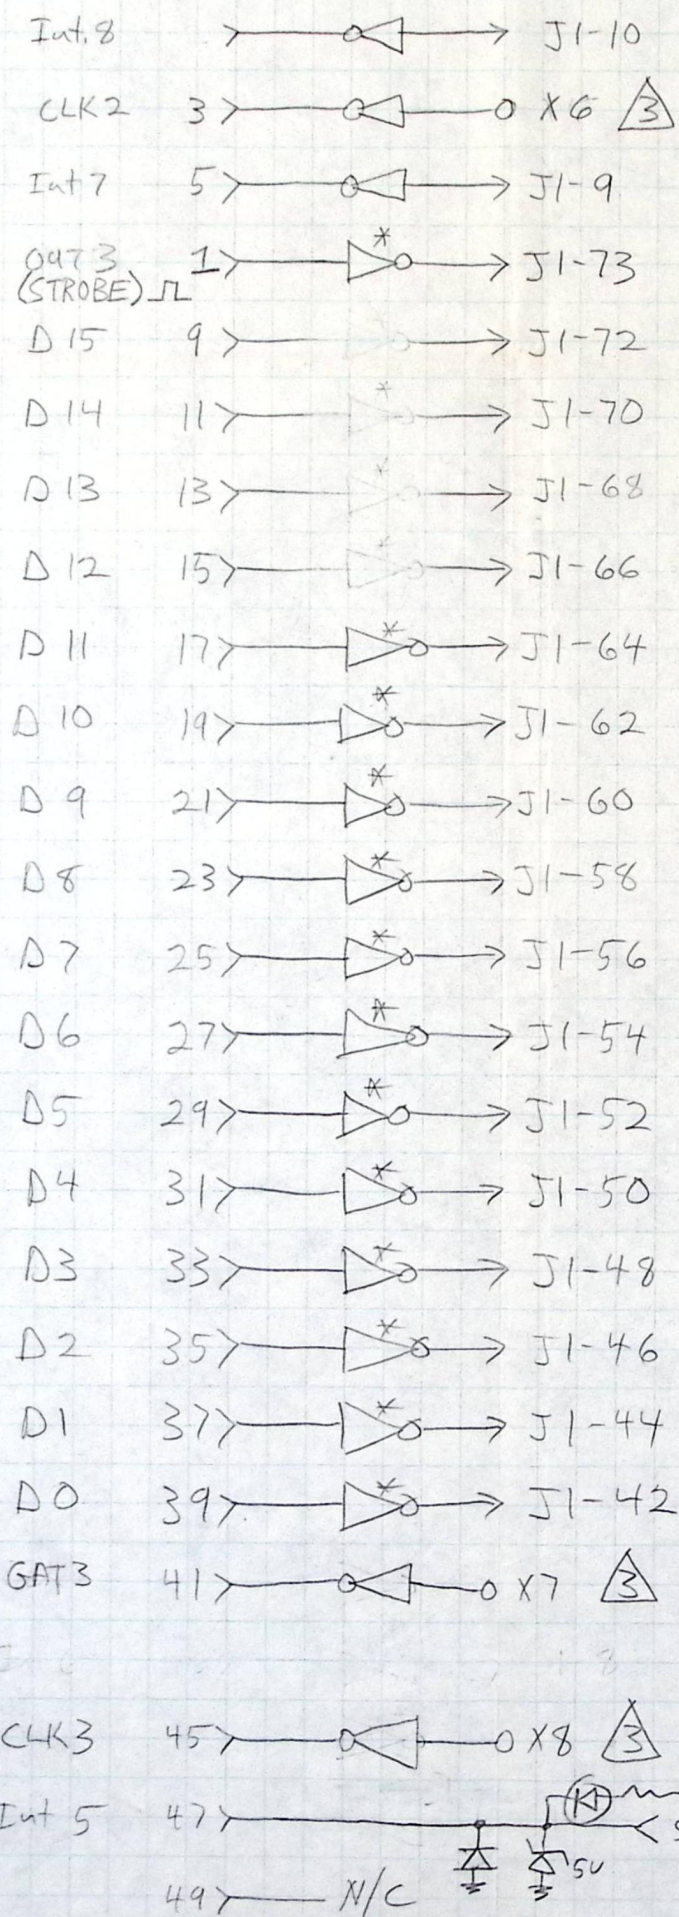 Int. 8 J1-10
CLK2 3 X6 3
Int 7 5 J1-9
OUT3 1 * J1-73
(STROBE)
D15 9 J1-72
D14 11 * J1-70
D13 13 * J1-68
D12 15 * J1-66
D11 17 * J1-64
D10 19 * J1-62
D9 21 * J1-60
D8 23 * J1-58
D7 25 * J1-56
D6 27 * J1-54
D5 29 * J1-52
D4 31 * J1-50
D3 33 * J1-48
D2 35 * J1-46
D1 37 * J1-44
D0 39 * J1-42
GAT3 41 X7 3
8
CLK3 45 X8 3
Int 5 47
5V
49 N/C